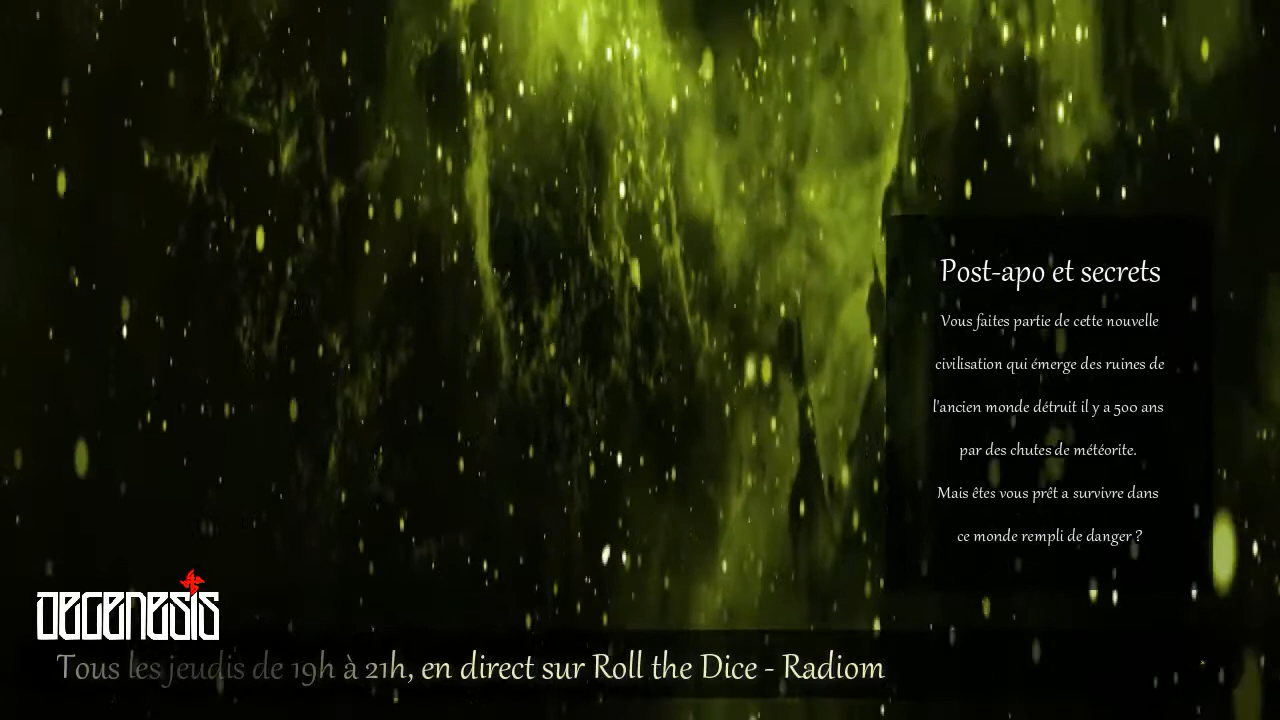 Post-apo et secrets
Vous faites partie de cette nouvelle
civilisation qui émerge des ruines de
l'ancien monde détruit il y a 500 ans
par des chutes de météorite.
Mais êtes vous prêt a survivre dans
ce monde rempli de danger ?
DEGENESIS
Tous les jeudis de 19h à 21h, en direct sur Roll the Dice - Radiom